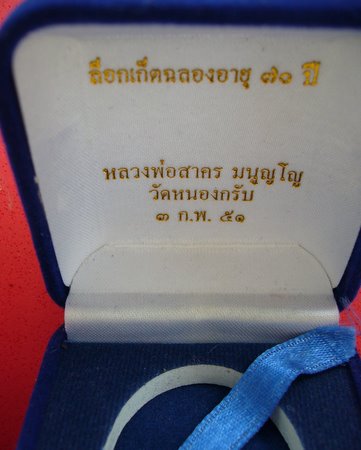 ล็อกเก็ตฉลองอายุ ๗๐ ปี
หลวงพ่อสาคร มนุญฺโญ
วัดหนองกรับ
๓ ก.พ. ๕๑